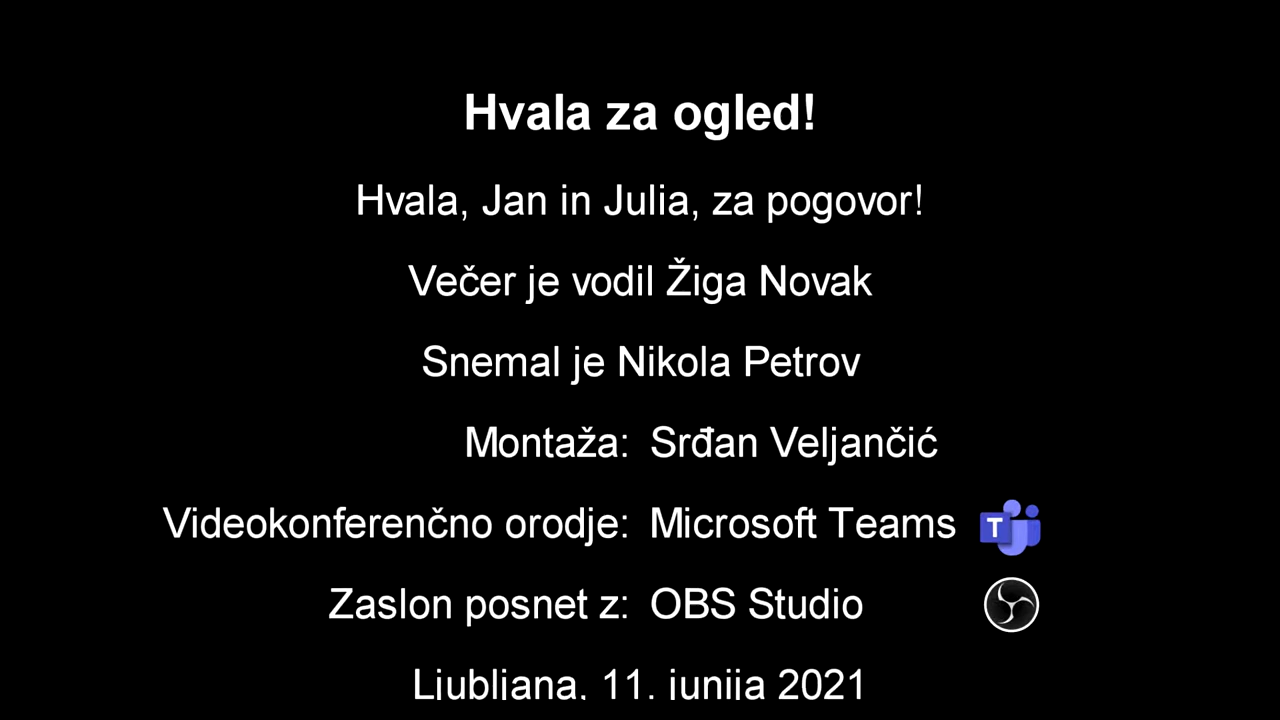 Hvala za ogled!
Hvala, Jan in Julia, za pogovor!
Večer je vodil Žiga Novak
Snemal je Nikola Petrov
Montaža: Srđan Veljančić
Videokonferenčno orodje: Microsoft Teams T
Zaslon posnet z: OBS Studio
Ljubljana, 11. junija 2021